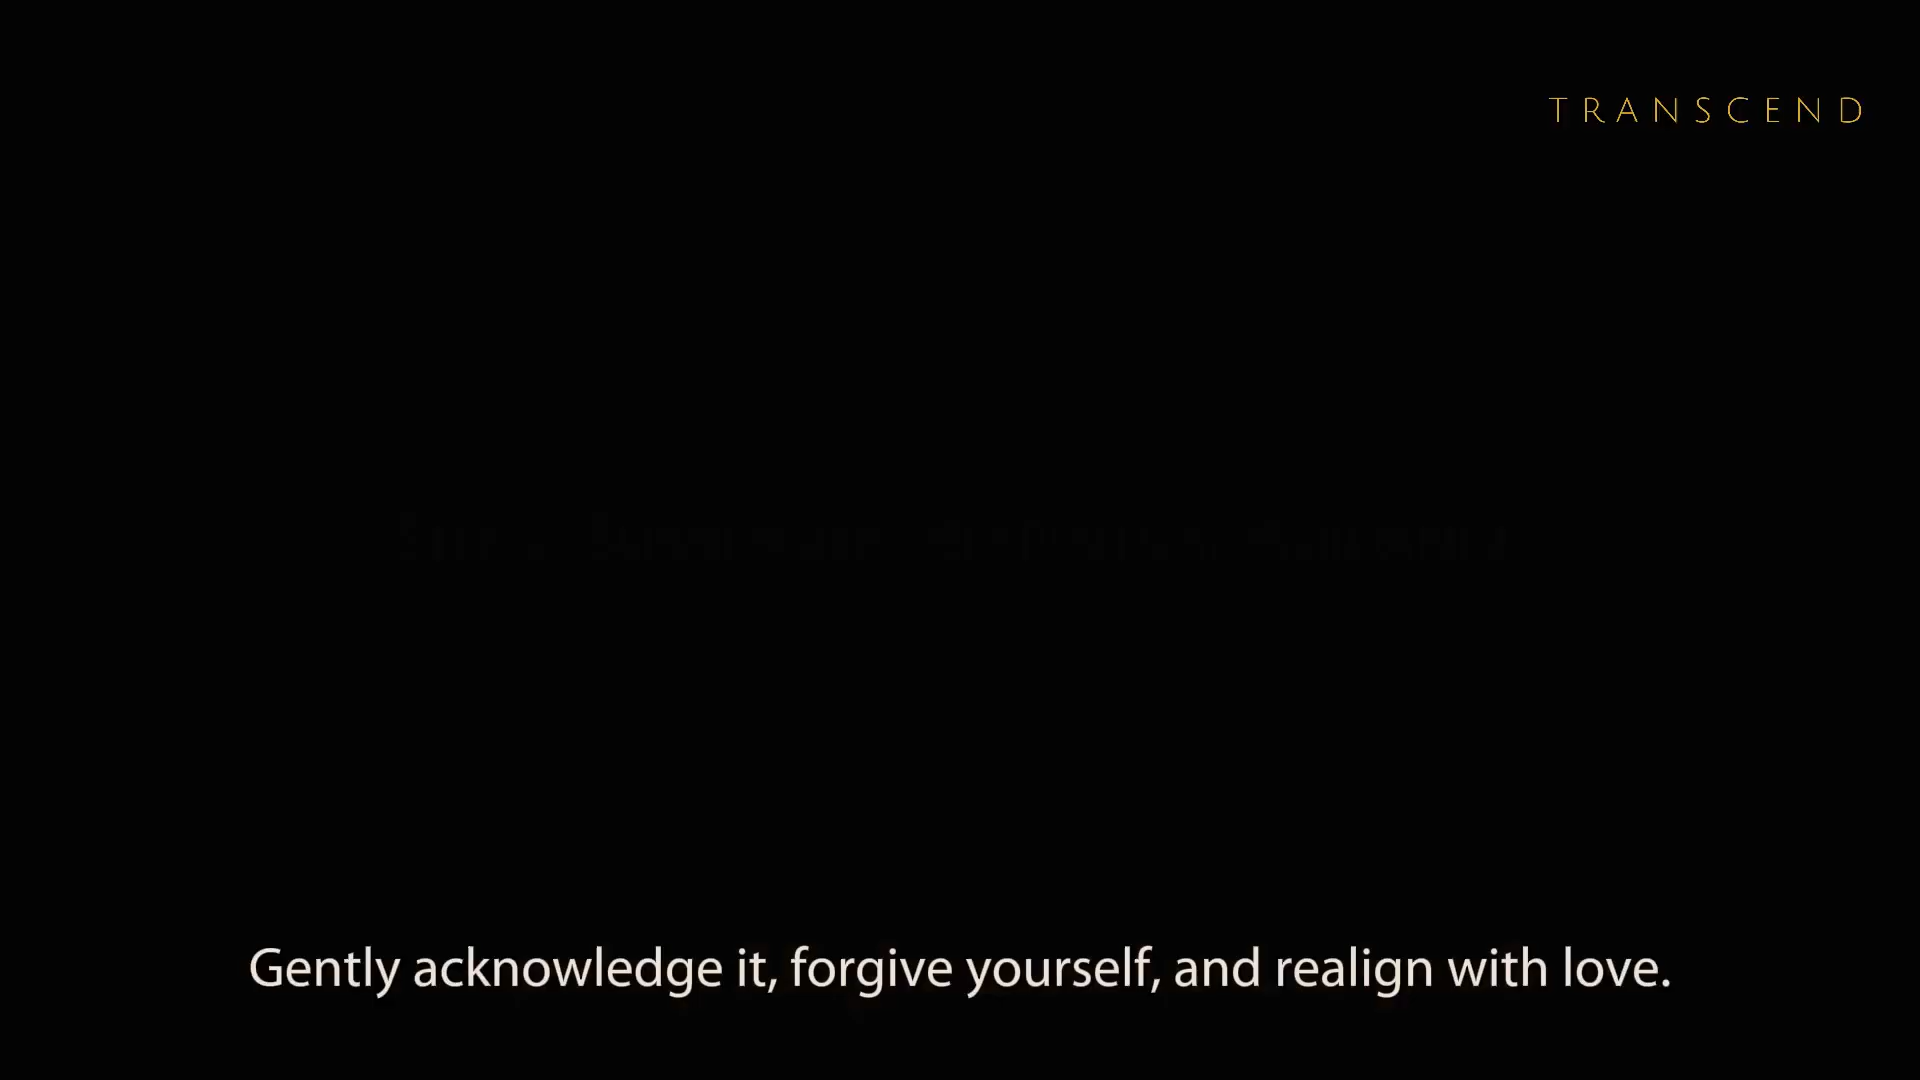 TRANSCEND
Gently acknowledge it, forgive yourself, and realign with love.